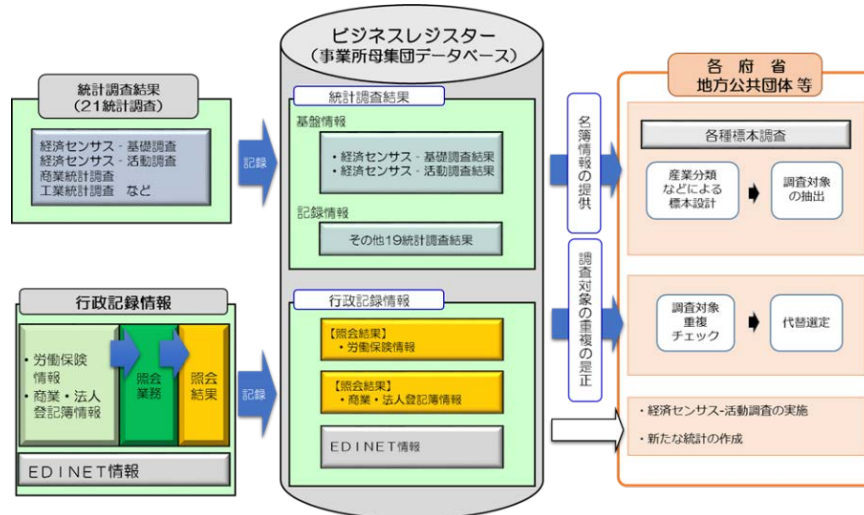 統計調査結果
（21統計調査）
経済センサス‐基礎調査
経済センサス‐活動調査
商業統計調査
工業統計調査　など
行政記録情報
・労働保険
情報
・商業・法人
登記簿情報
照会
業務
照会
結果
ＥＤＩＮＥＴ情報
記録
記録
ビジネスレジスター
（事業所母集団データベース）
統計調査結果
基盤情報
・経済センサス‐基礎調査結果
・経済センサス‐活動調査結果
記録情報
その他19統計調査結果
行政記録情報
【照会結果】
・労働保険情報
【照会結果】
・商業・法人登記簿情報
ＥＤＩＮＥＴ情報
名簿情報の提供
調査対象の重複の是正
各府省
地方公共団体等
各種標本調査
産業分類
などによる
標本設計
調査対象
の抽出
調査対象
重複
チェック
代替選定
・経済センサス‐活動調査の実施
・新たな統計の作成